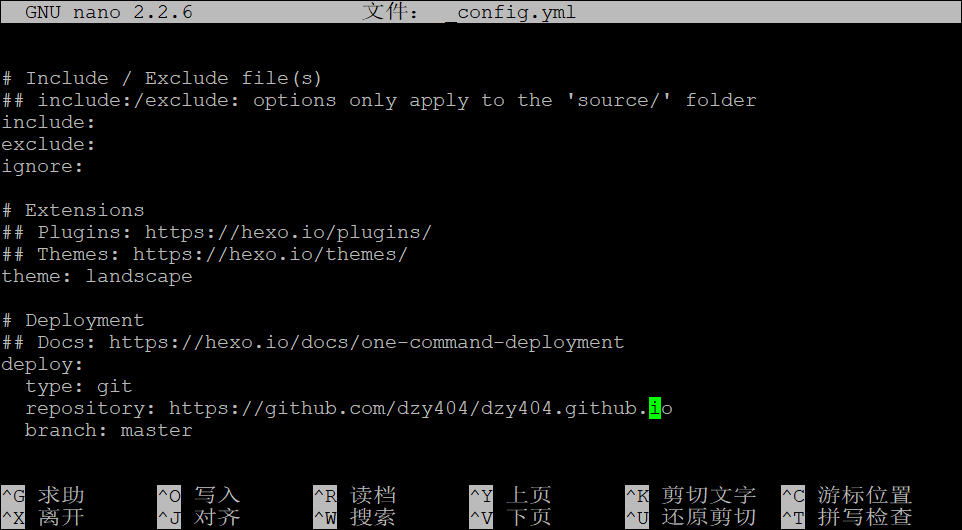 GNU nano 2.2.6 文件： _config.yml
# Include / Exclude file(s)
## include:/exclude: options only apply to the 'source/' folder
include:
exclude:
ignore:
# Extensions
## Plugins: https://hexo.io/plugins/
## Themes: https://hexo.io/themes/
theme: landscape
# Deployment
## Docs: https://hexo.io/docs/one-command-deployment
deploy:
  type: git
  repository: https://github.com/dzy404/dzy404.github.io
  branch: master
^G 求助 ^O 写入 ^R 读档 ^Y 上页 ^K 剪切文字 ^C 游标位置
^X 离开 ^J 对齐 ^W 搜索 ^V 下页 ^U 还原剪切 ^T 拼写检查